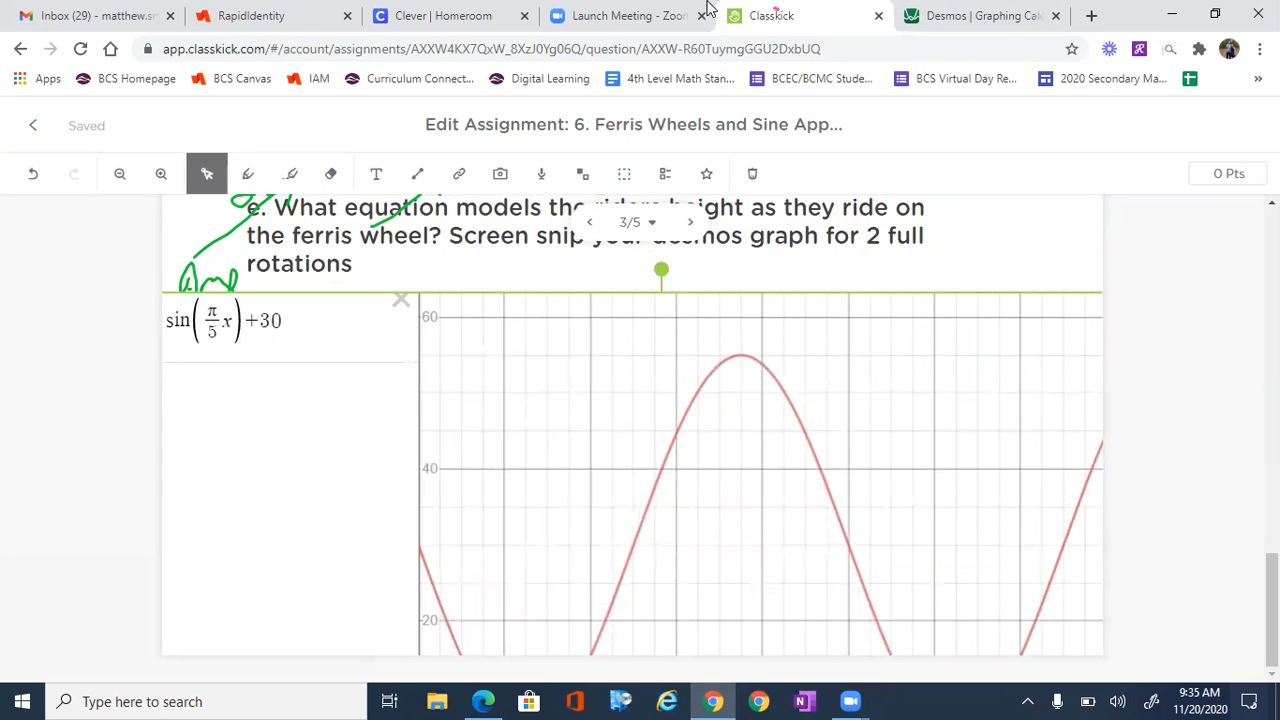 Inbox (29) - matthew.s
RapidIdentity
Clever | Homeroom
Launch Meeting - Zoom
Classkick
Desmos | Graphing Calc
app.classkick.com/#/account/assignments/AXXW4KX7QxW_8XzJ0Yg06Q/question/AXXW-R60TuymgGGU2DxbUQ
Apps
BCS Homepage
BCS Canvas
IAM
Curriculum Connect...
Digital Learning
4th Level Math Stan...
BCEC/BCMC Stude...
BCS Virtual Day Re...
2020 Secondary Ma...
»
Saved
Edit Assignment: 6. Ferris Wheels and Sine App...
T
0 Pts
e. What equation models the riders height as they ride on
3/5
the ferris wheel? Screen snip your desmos graph for 2 full
rotations
Amp
sin(π/5 x)+30
60
40
20
Type here to search
9:35 AM
11/20/2020